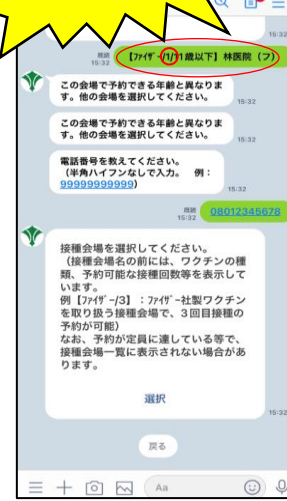 15:32
既読
15:32
【ﾌｧｲｻﾞｰ/1/11歳以下】林医院（フ）
この会場で予約できる年齢と異なりま
す。他の会場を選択してください。
15:32
この会場で予約できる年齢と異なりま
す。他の会場を選択してください。
15:32
電話番号を教えてください。
（半角ハイフンなしで入力。 例：
99999999999）
15:32
既読
15:32
08012345678
接種会場を選択してください。
（接種会場名の前には、ワクチンの種
類、予約可能な接種回数等を表示して
います。
例【ﾌｧｲｻﾞｰ/3】：ﾌｧｲｻﾞｰ社製ワクチン
を取り扱う接種会場で、３回目接種の
予約が可能）
なお、予約が定員に達している等で、
接種会場一覧に表示されない場合があ
ります。
選択
15:32
戻る
Aa